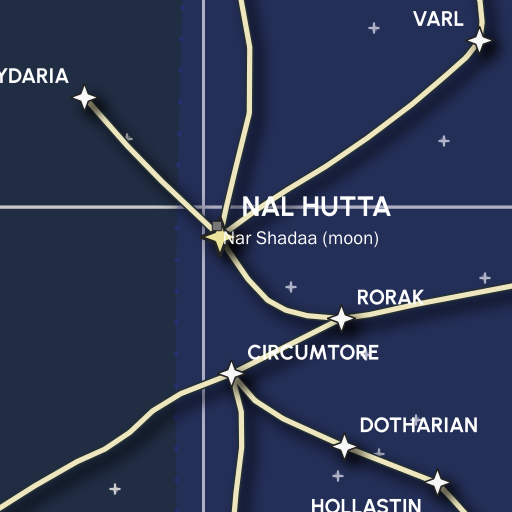 VARL
YDARIA
NAL HUTTA
Nar Shadaa (moon)
RORAK
CIRCUMTORE
DOTHARIAN
HOLLASTIN